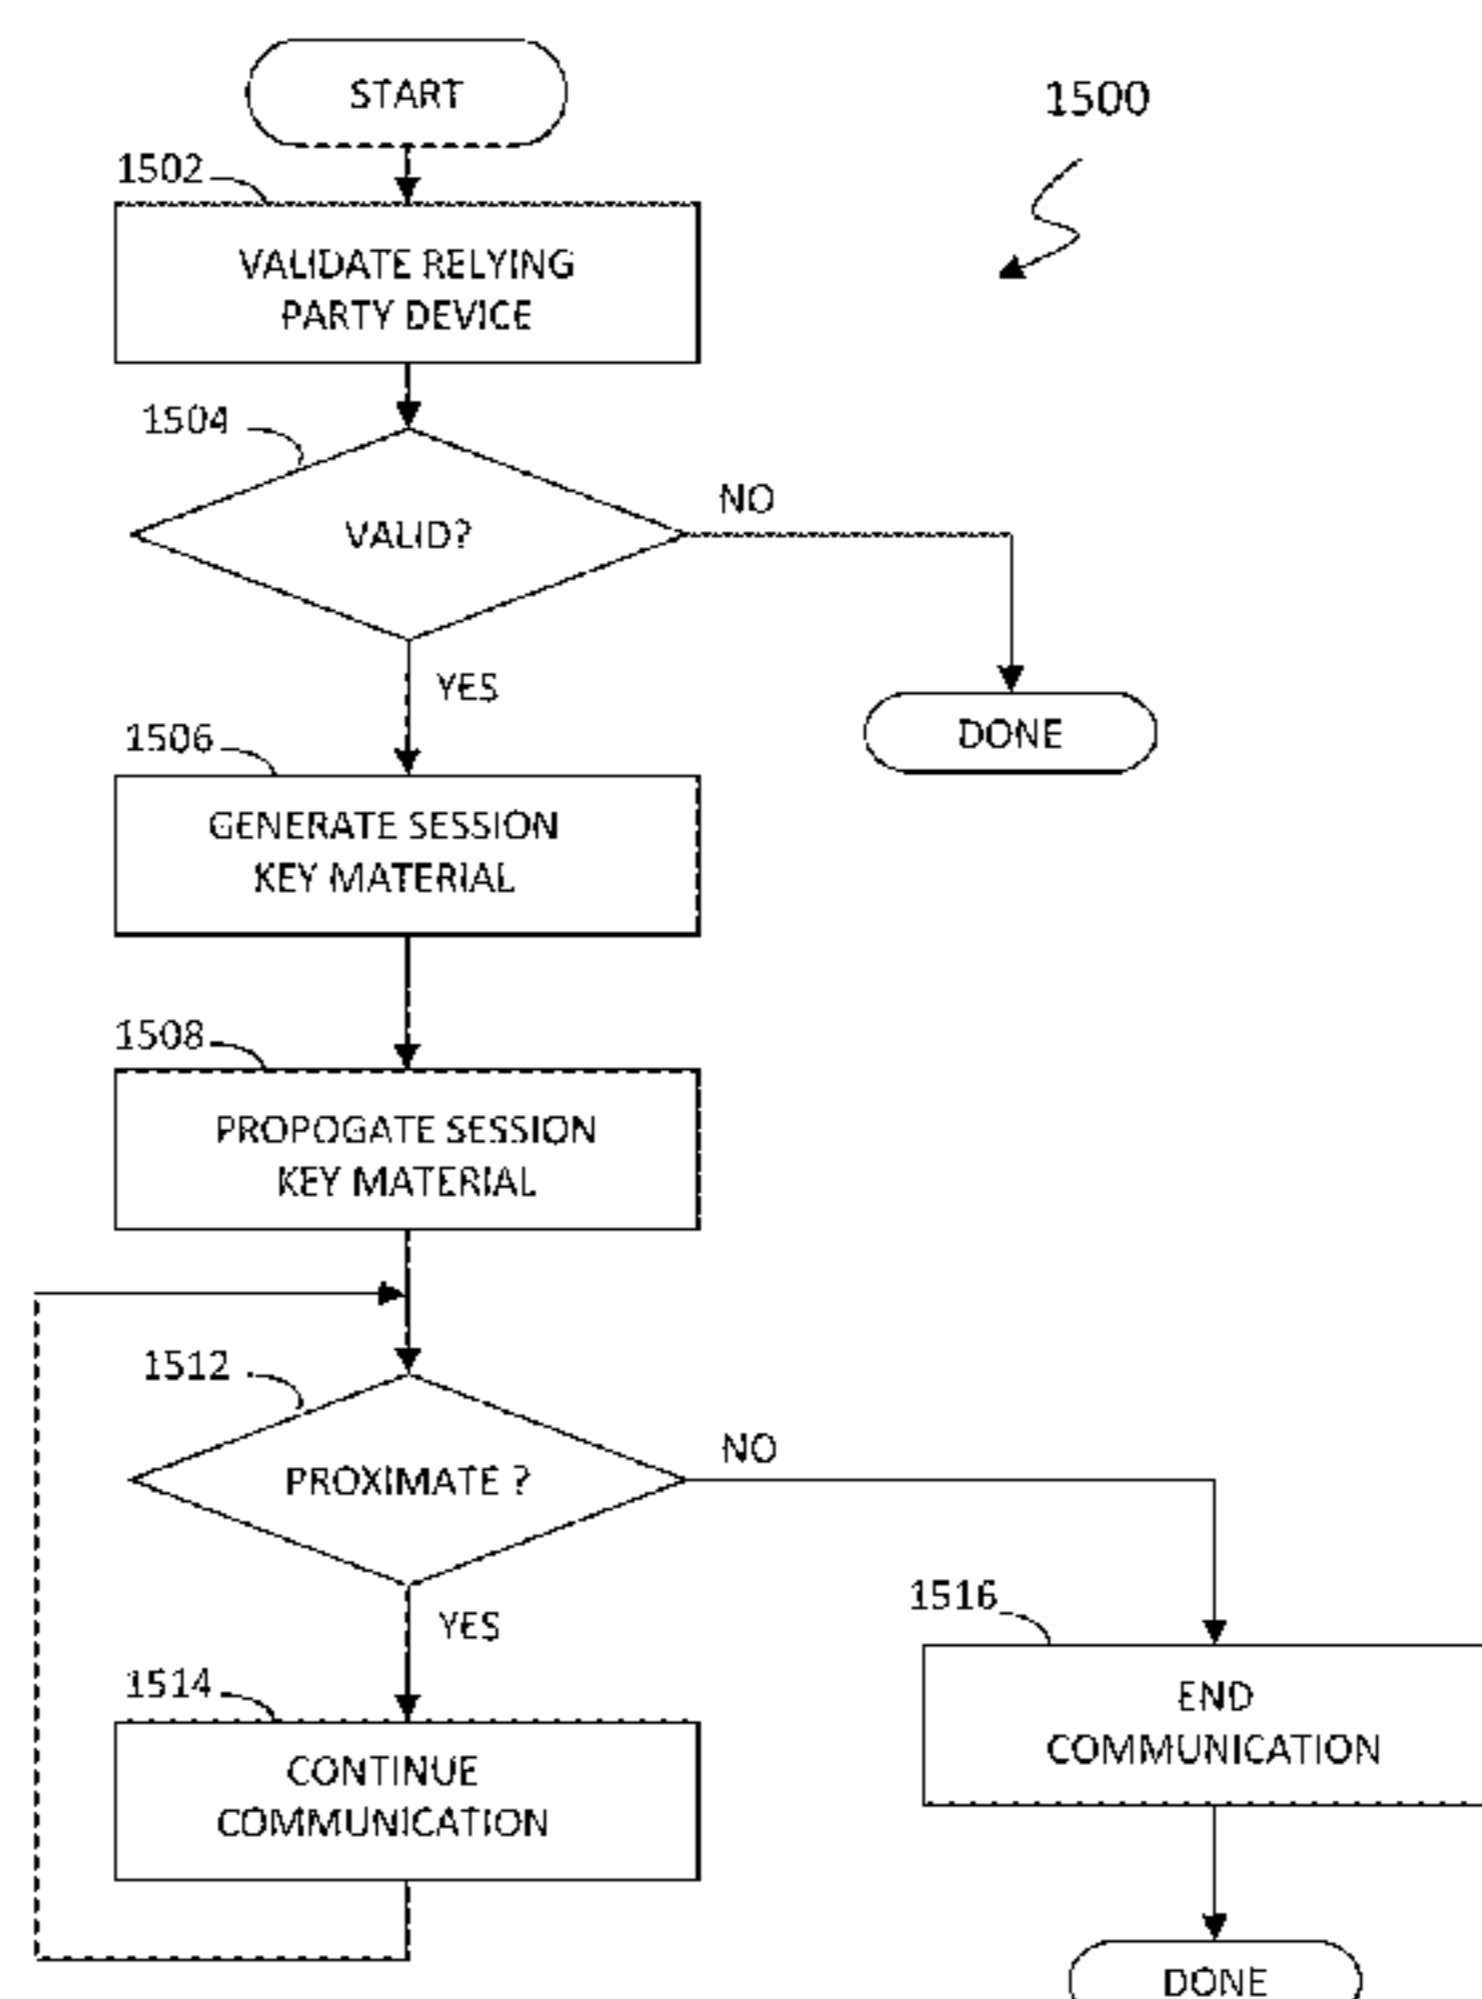 START
1500
1502
VALIDATE RELYING
PARTY DEVICE
1504
VALID?
NO
YES
DONE
1506
GENERATE SESSION
KEY MATERIAL
1508
PROPOGATE SESSION
KEY MATERIAL
1512
PROXIMATE ?
NO
YES
1516
END
COMMUNICATION
1514
CONTINUE
COMMUNICATION
DONE